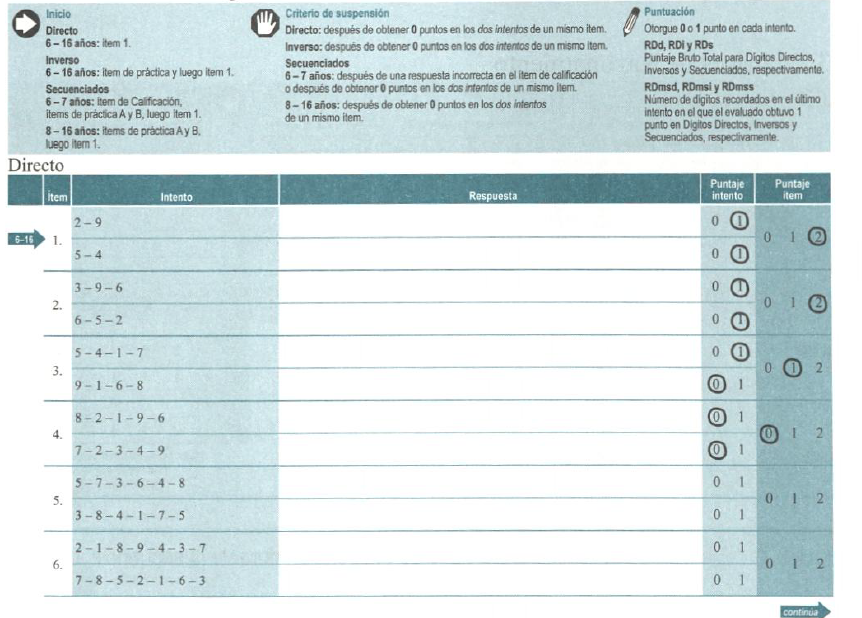 Inicio
Directo
6 – 16 años: ítem 1.
Inverso
6 – 16 años: ítem de práctica y luego ítem 1.
Secuenciados
6 – 7 años: ítem de Calificación,
ítems de práctica A y B, luego ítem 1.
8 – 16 años: ítems de práctica A y B,
luego ítem 1.
Criterio de suspensión
Directo: después de obtener 0 puntos en los dos intentos de un mismo ítem.
Inverso: después de obtener 0 puntos en los dos intentos de un mismo ítem.
Secuenciados
6 – 7 años: después de una respuesta incorrecta en el ítem de calificación
o después de obtener 0 puntos en los dos intentos de un mismo ítem.
8 – 16 años: después de obtener 0 puntos en los dos intentos
de un mismo ítem.
Puntuación
Otorgue 0 o 1 punto en cada intento.
RDd, RDi y RDs
Puntaje Bruto Total para Dígitos Directos,
Inversos y Secuenciados, respectivamente.
RDmsd, RDmsi y RDmss
Número de dígitos recordados en el último
intento en el que el evaluado obtuvo 1
punto en Dígitos Directos, Inversos y
Secuenciados, respectivamente.
Directo
Ítem Intento Respuesta Puntaje intento Puntaje ítem
6–16 1. 2 – 9 0 1 0 1 2
5 – 4 0 1
2. 3 – 9 – 6 0 1 0 1 2
6 – 5 – 2 0 1
3. 5 – 4 – 1 – 7 0 1 0 1 2
9 – 1 – 6 – 8 0 1
4. 8 – 2 – 1 – 9 – 6 0 1 0 1 2
7 – 2 – 3 – 4 – 9 0 1
5. 5 – 7 – 3 – 6 – 4 – 8 0 1 0 1 2
3 – 8 – 4 – 1 – 7 – 5 0 1
6. 2 – 1 – 8 – 9 – 4 – 3 – 7 0 1 0 1 2
7 – 8 – 5 – 2 – 1 – 6 – 3 0 1
continúa